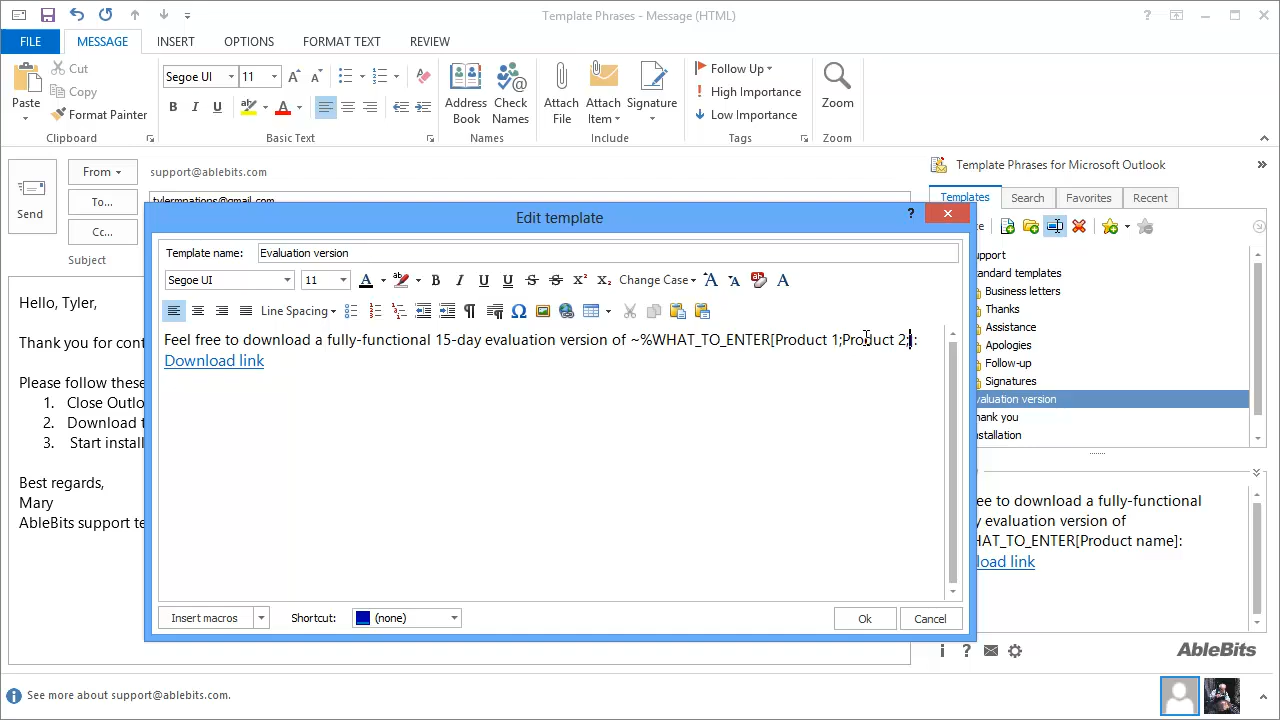 Template Phrases - Message (HTML)
FILE
MESSAGE
INSERT
OPTIONS
FORMAT TEXT
REVIEW
Paste
Cut
Copy
Format Painter
Clipboard
Segoe UI
11
B I U
Basic Text
Address Book
Check Names
Names
Attach File
Attach Item
Signature
Include
Follow Up
High Importance
Low Importance
Tags
Zoom
Zoom
Send
From
support@ablebits.com
To...
tylermnations@gmail.com
Cc...
Subject
Hello, Tyler,
Thank you for cont
Please follow these
1. Close Outlo
2. Download t
3. Start install
Best regards,
Mary
AbleBits support te
Template Phrases for Microsoft Outlook
Templates
Search
Favorites
Recent
upport
tandard templates
Business letters
Thanks
Assistance
Apologies
Follow-up
Signatures
valuation version
hank you
nstallation
ee to download a fully-functional
y evaluation version of
HAT_TO_ENTER[Product name]:
load link
AbleBits
Edit template
Template name:
Evaluation version
Segoe UI
11
Change Case
Line Spacing
Feel free to download a fully-functional 15-day evaluation version of ~%WHAT_TO_ENTER[Product 1;Product 2;]:
Download link
Insert macros
Shortcut:
(none)
Ok
Cancel
See more about support@ablebits.com.